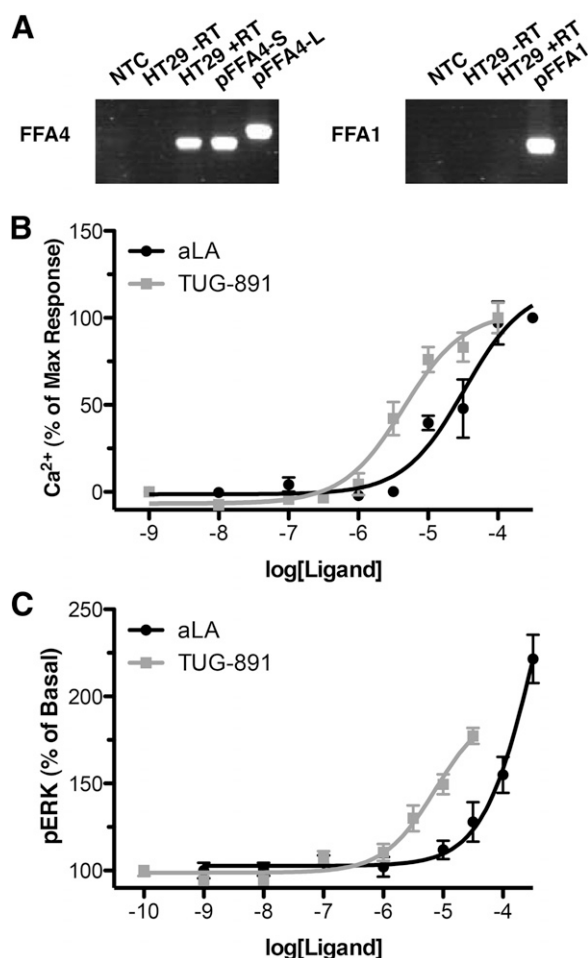 A
NTC HT29 -RT HT29 +RT pFFA4-S pFFA4-L
NTC HT29 -RT HT29 +RT pFFA1
FFA4
FFA1
B
aLA
TUG-891
150
100
50
0
Ca²⁺ (% of Max Response)
-9 -8 -7 -6 -5 -4
log[Ligand]
C
aLA
TUG-891
250
200
150
100
pERK (% of Basal)
-10 -9 -8 -7 -6 -5 -4
log[Ligand]